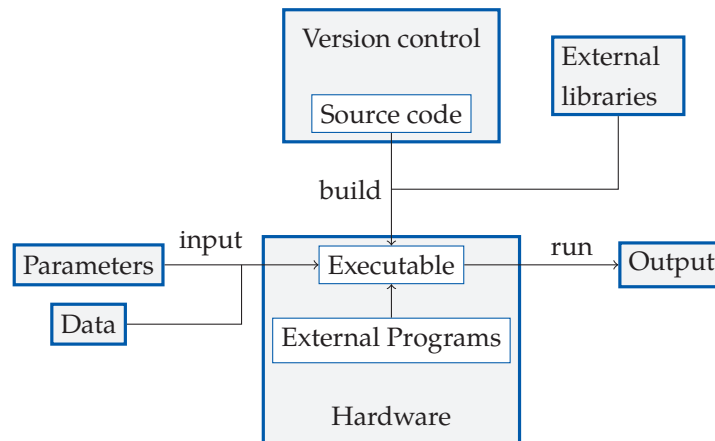 Version control
External
libraries
Source code
build
input
run
Parameters
Executable
Output
Data
External Programs
Hardware